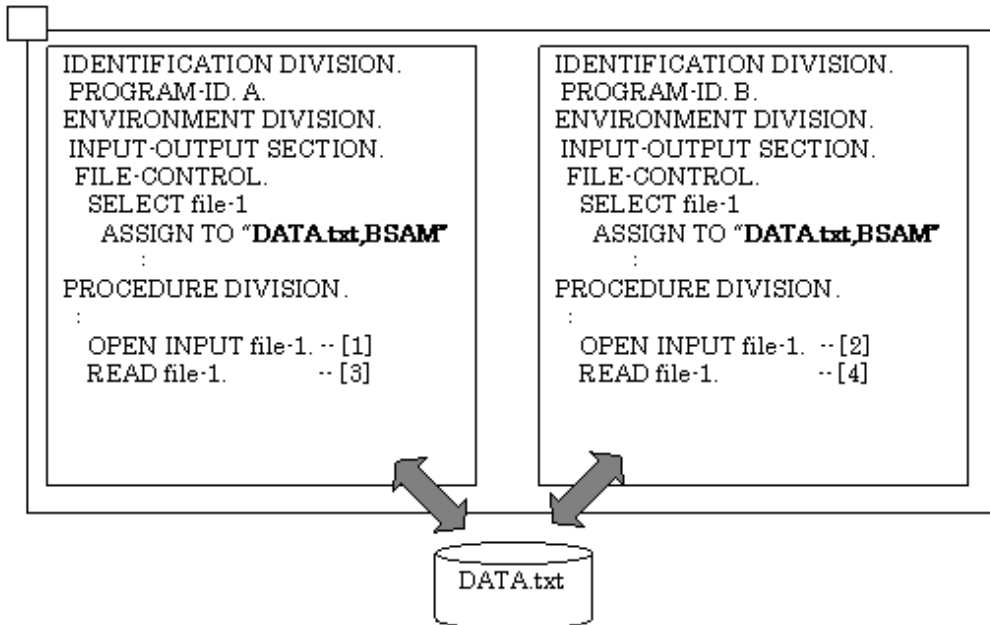 IDENTIFICATION DIVISION.
PROGRAM-ID. A.
ENVIRONMENT DIVISION.
INPUT-OUTPUT SECTION.
FILE-CONTROL.
SELECT file-1
ASSIGN TO “DATA.txt,BSAM”
:
PROCEDURE DIVISION.
:
OPEN INPUT file-1. -- [1]
READ file-1. -- [3]
IDENTIFICATION DIVISION.
PROGRAM-ID. B.
ENVIRONMENT DIVISION.
INPUT-OUTPUT SECTION.
FILE-CONTROL.
SELECT file-1
ASSIGN TO “DATA.txt,BSAM”
:
PROCEDURE DIVISION.
:
OPEN INPUT file-1. -- [2]
READ file-1. -- [4]
DATA.txt